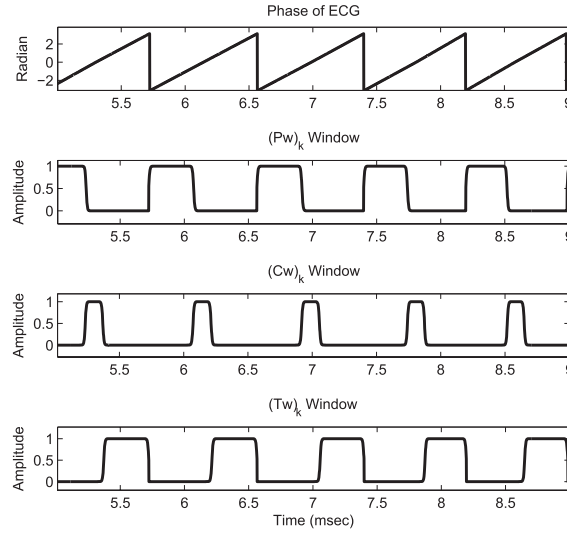 Phase of ECG
Radian
2
0
−2
5.5 6 6.5 7 7.5 8 8.5 9
(Pw)k Window
Amplitude
1
0.5
0
5.5 6 6.5 7 7.5 8 8.5 9
(Cw)k Window
Amplitude
1
0.5
0
5.5 6 6.5 7 7.5 8 8.5 9
(Tw)k Window
Amplitude
1
0.5
0
5.5 6 6.5 7 7.5 8 8.5 9
Time (msec)